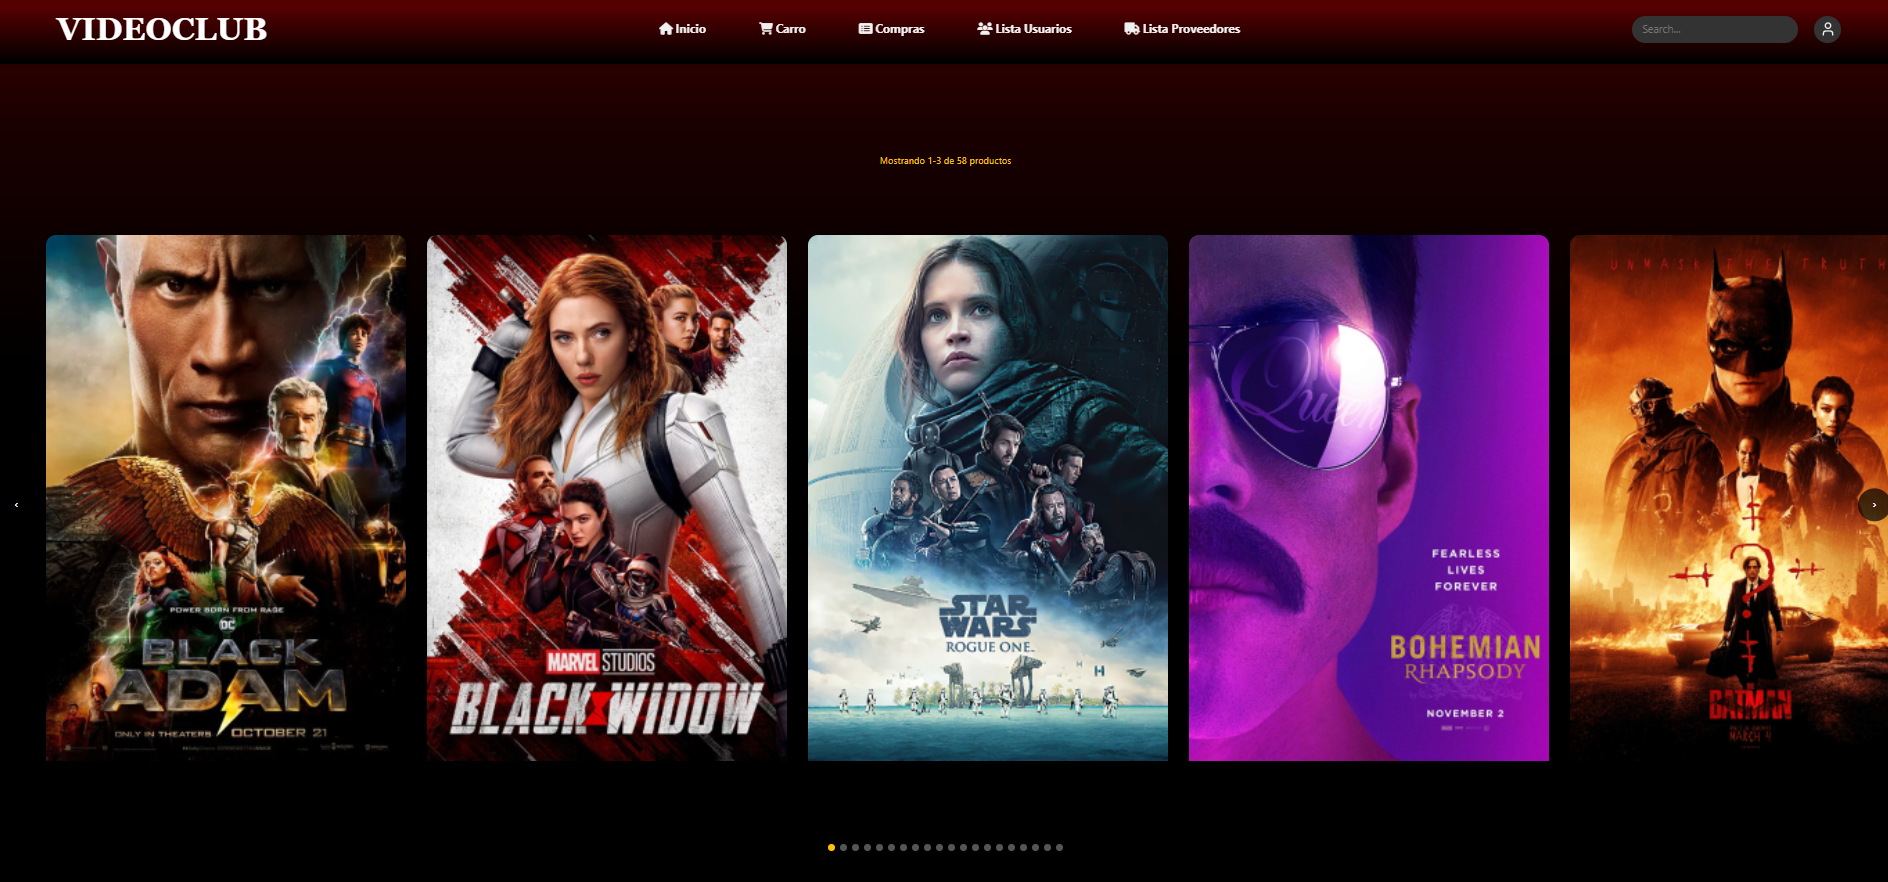 VIDEOCLUB
Inicio
Carro
Compras
Lista Usuarios
Lista Proveedores
Search...
Mostrando 1-3 de 58 productos
POWER BORN FROM RAGE
DC
BLACK
ADAM
ONLY IN THEATERS OCTOBER 21
MARVEL STUDIOS
BLACK WIDOW
STAR
WARS
ROGUE ONE
Queen
FEARLESS
LIVES
FOREVER
BOHEMIAN
RHAPSODY
NOVEMBER 2
UNMASK THE TRUTH
THE
BATMAN
MARCH 4
‹
›